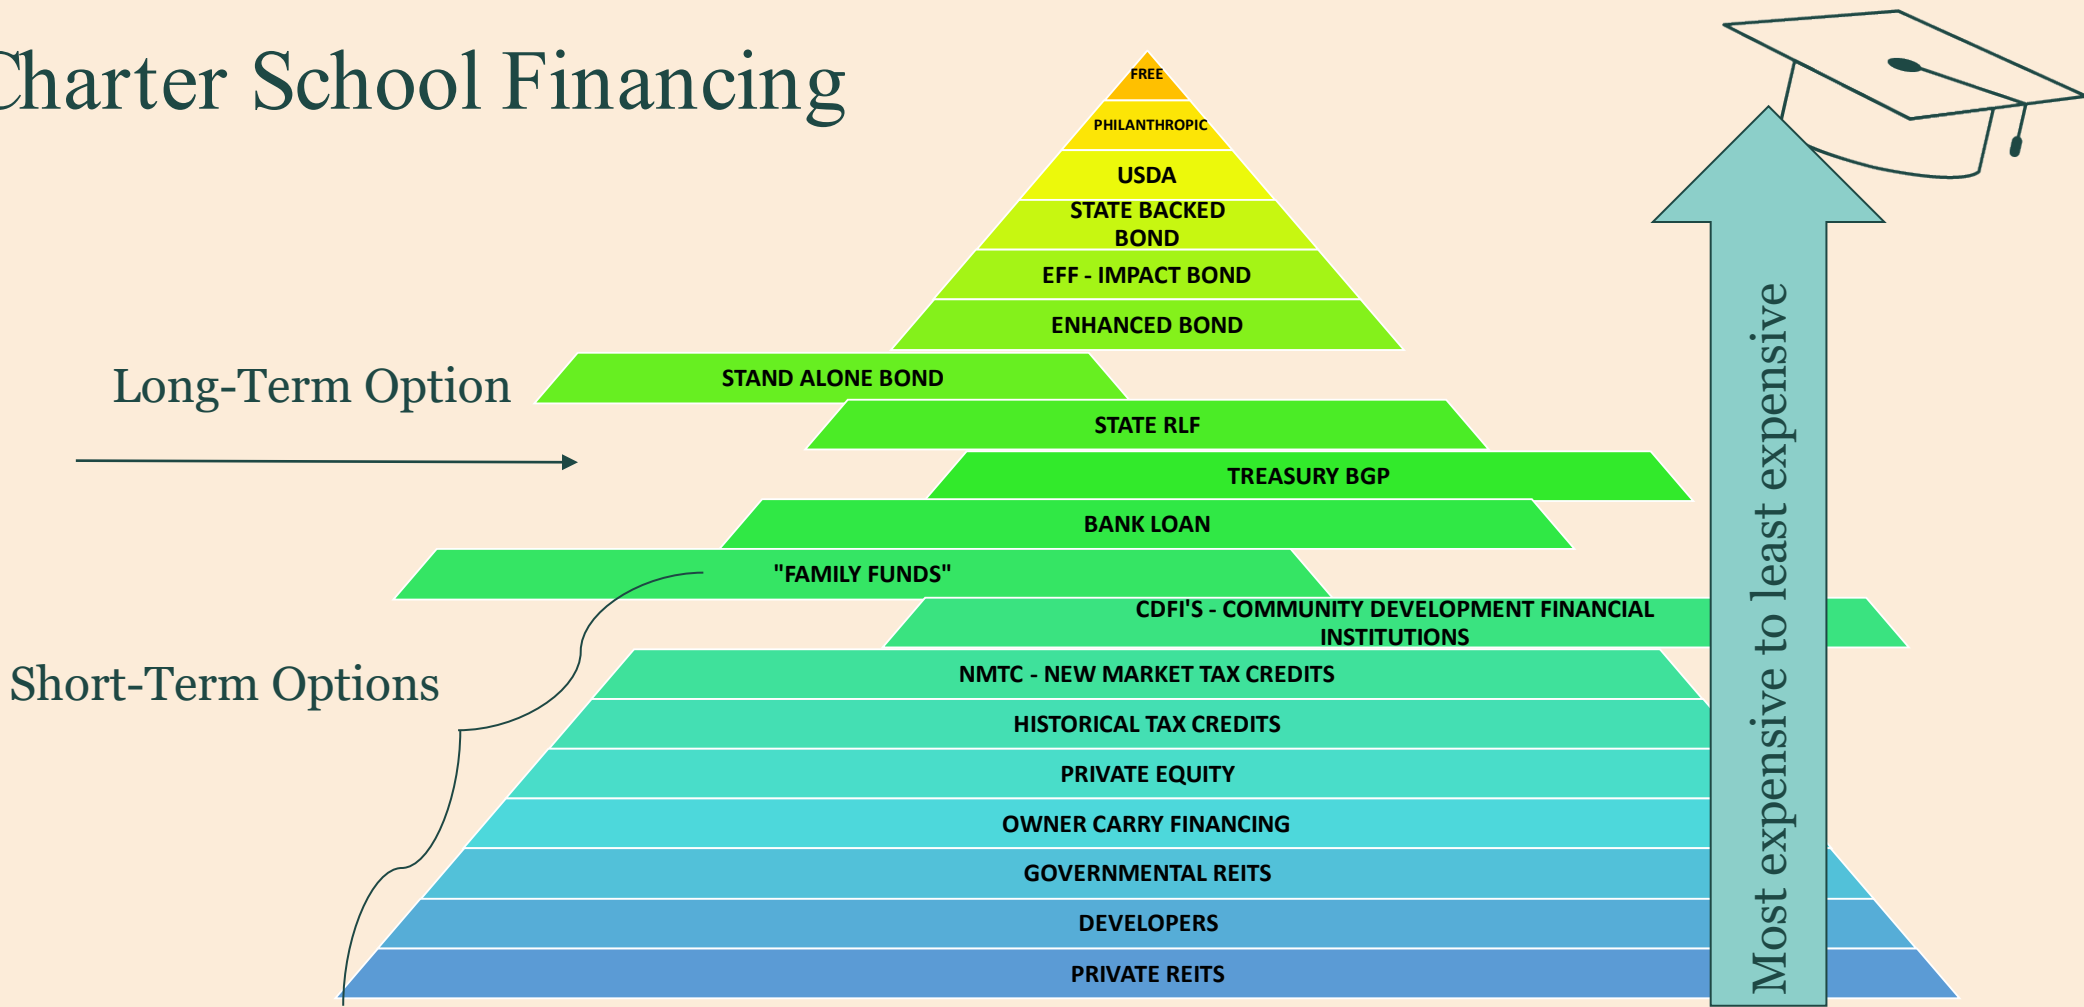 Charter School Financing
FREE
PHILANTHROPIC
USDA
STATE BACKED
BOND
EFF - IMPACT BOND
ENHANCED BOND
Long-Term Option
STAND ALONE BOND
STATE RLF
TREASURY BGP
BANK LOAN
"FAMILY FUNDS"
CDFI'S - COMMUNITY DEVELOPMENT FINANCIAL
INSTITUTIONS
Short-Term Options
NMTC - NEW MARKET TAX CREDITS
HISTORICAL TAX CREDITS
PRIVATE EQUITY
OWNER CARRY FINANCING
GOVERNMENTAL REITS
DEVELOPERS
PRIVATE REITS
Most expensive to least expensive